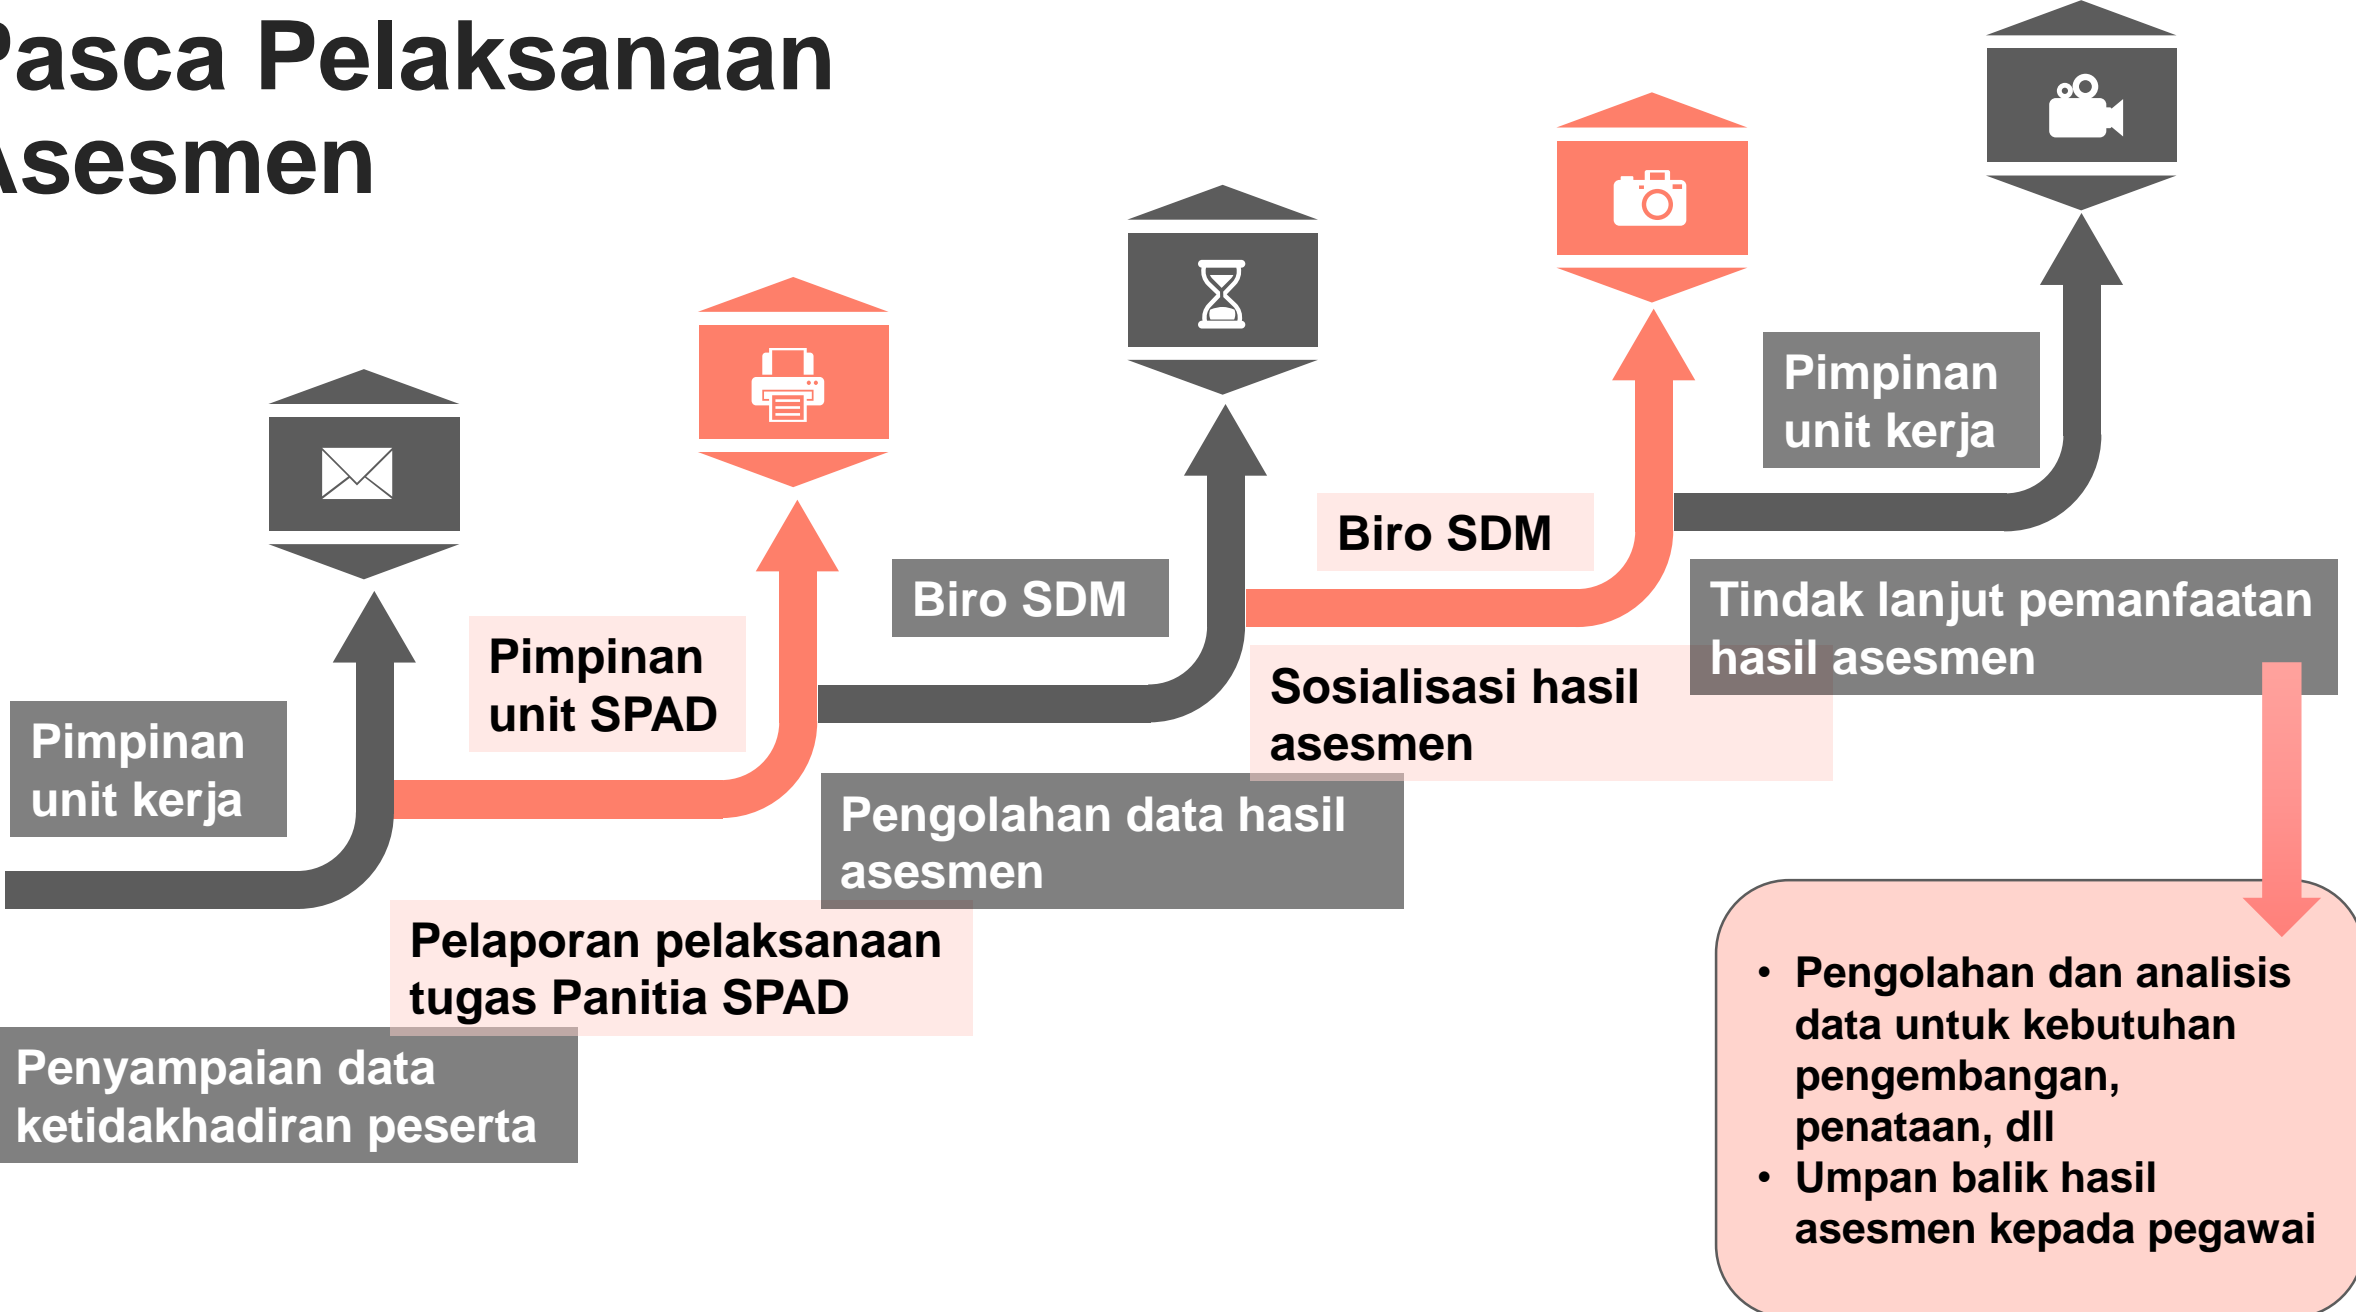 Pasca Pelaksanaan
Asesmen
Pimpinan
unit kerja
Penyampaian data
ketidakhadiran peserta
Pimpinan
unit SPAD
Pelaporan pelaksanaan
tugas Panitia SPAD
Biro SDM
Pengolahan data hasil
asesmen
Biro SDM
Sosialisasi hasil
asesmen
Pimpinan
unit kerja
Tindak lanjut pemanfaatan
hasil asesmen
• Pengolahan dan analisis
data untuk kebutuhan
pengembangan,
penataan, dll
• Umpan balik hasil
asesmen kepada pegawai